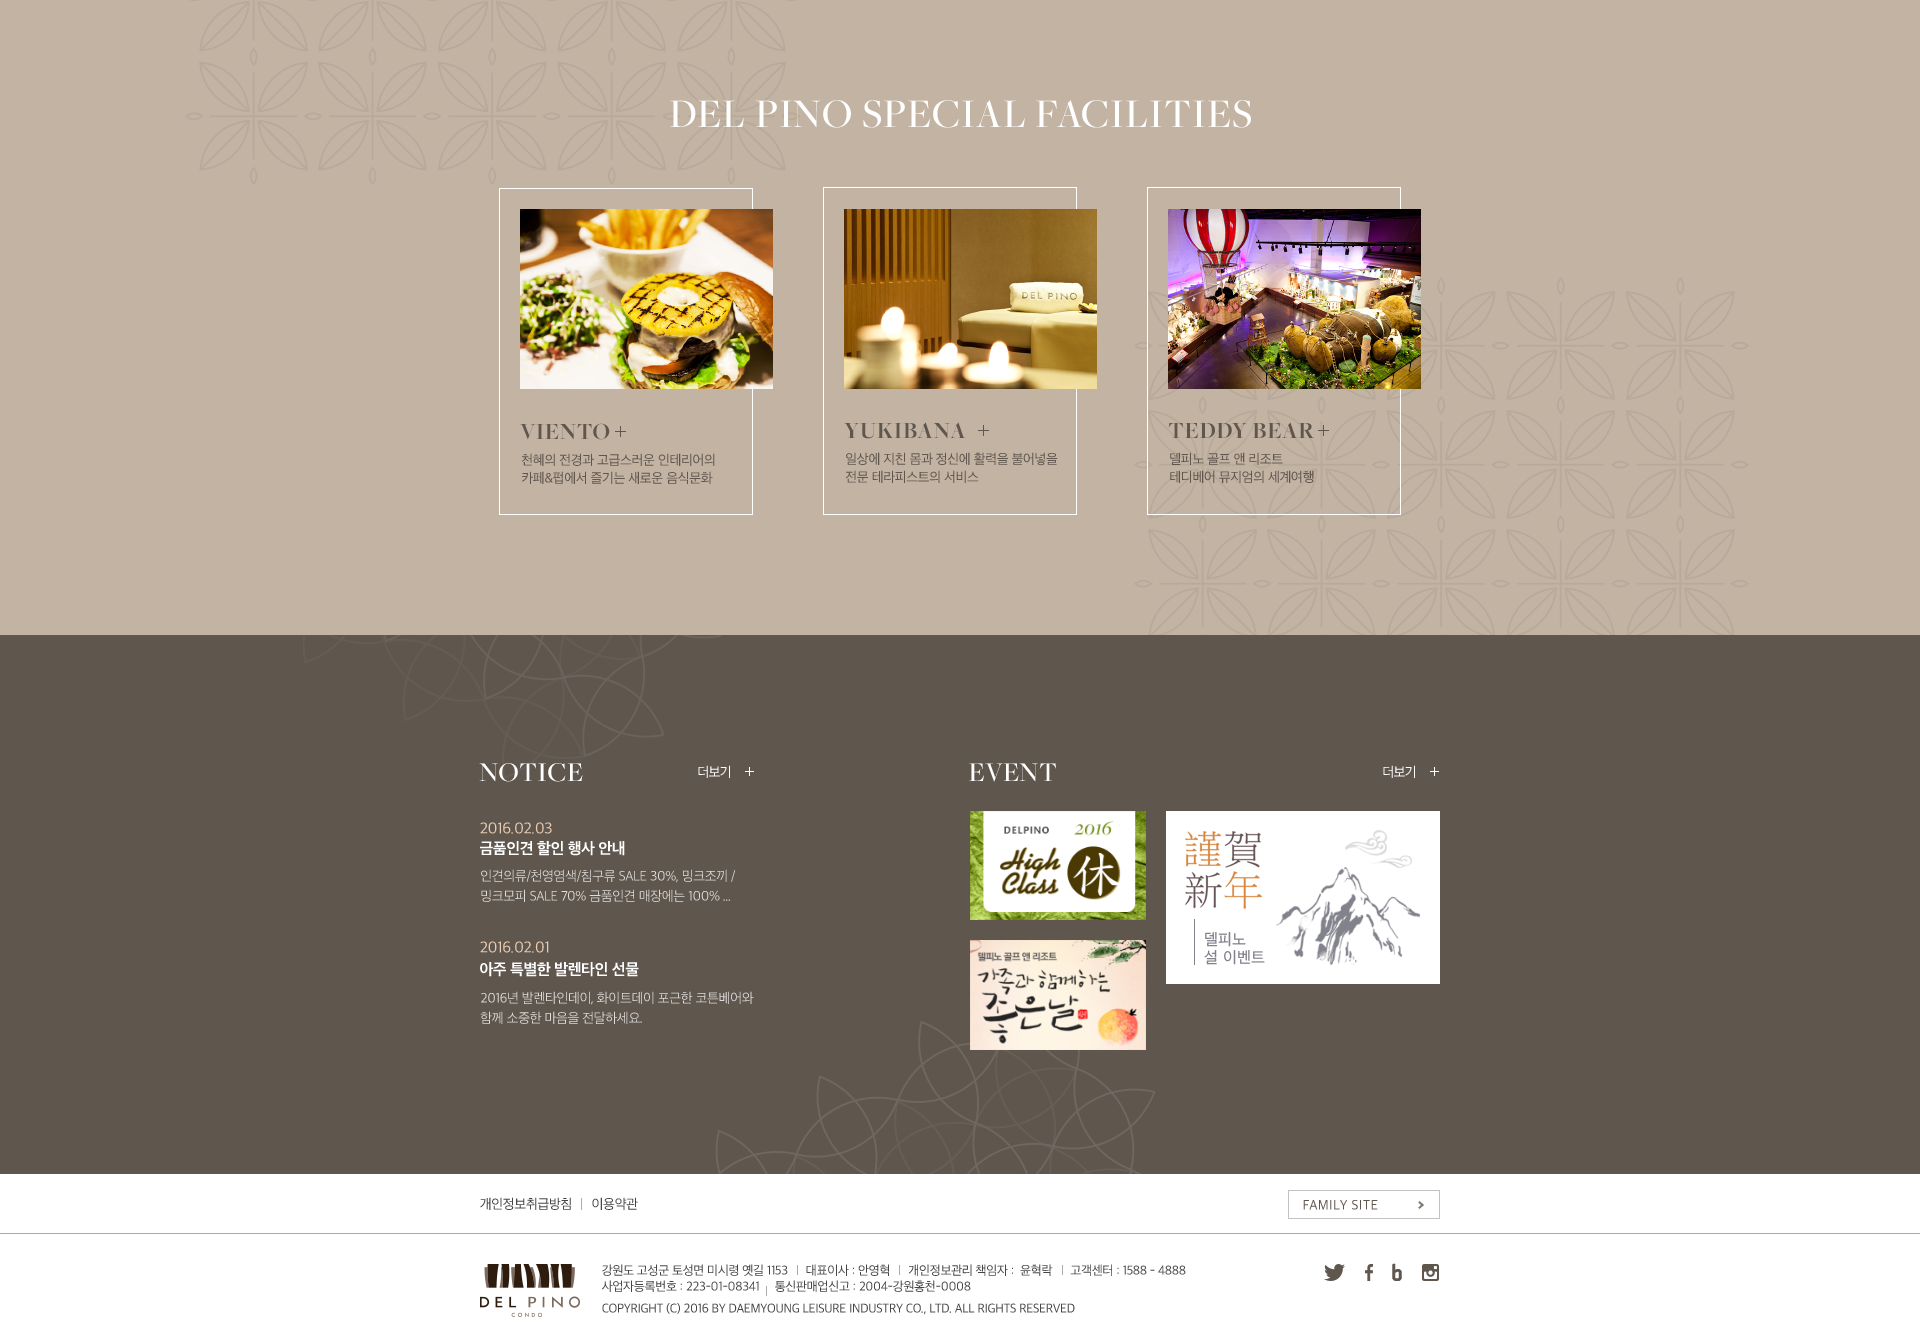 DEL PINO SPECIAL FACILITIES
DEL PINO
VIENTO +
천혜의 전경과 고급스러운 인테리어의
카페&펍에서 즐기는 새로운 음식문화
YUKIBANA +
일상에 지친 몸과 정신에 활력을 불어넣을
전문 테라피스트의 서비스
TEDDY BEAR +
델피노 골프 앤 리조트
테디베어 뮤지엄의 세계여행
NOTICE
더보기 +
2016.02.03
금품인견 할인 행사 안내
인견의류/천영염색/침구류 SALE 30%, 밍크조끼 /
밍크모피 SALE 70% 금품인견 매장에는 100% ...
2016.02.01
아주 특별한 발렌타인 선물
2016년 발렌타인데이, 화이트데이 포근한 코튼베어와
함께 소중한 마음을 전달하세요.
EVENT
더보기 +
DELPINO 2016
High Class 休
델피노 골프 앤 리조트
가족과 함께하는
좋은날
謹賀
新年
델피노
설 이벤트
개인정보취급방침 | 이용약관
FAMILY SITE >
DEL PINO
CONDO
강원도 고성군 토성면 미시령 옛길 1153 | 대표이사 : 안영혁 | 개인정보관리 책임자 : 윤혁락 | 고객센터 : 1588 - 4888
사업자등록번호 : 223-01-08341 | 통신판매업신고 : 2004-강원홍천-0008
COPYRIGHT (C) 2016 BY DAEMYOUNG LEISURE INDUSTRY CO., LTD. ALL RIGHTS RESERVED